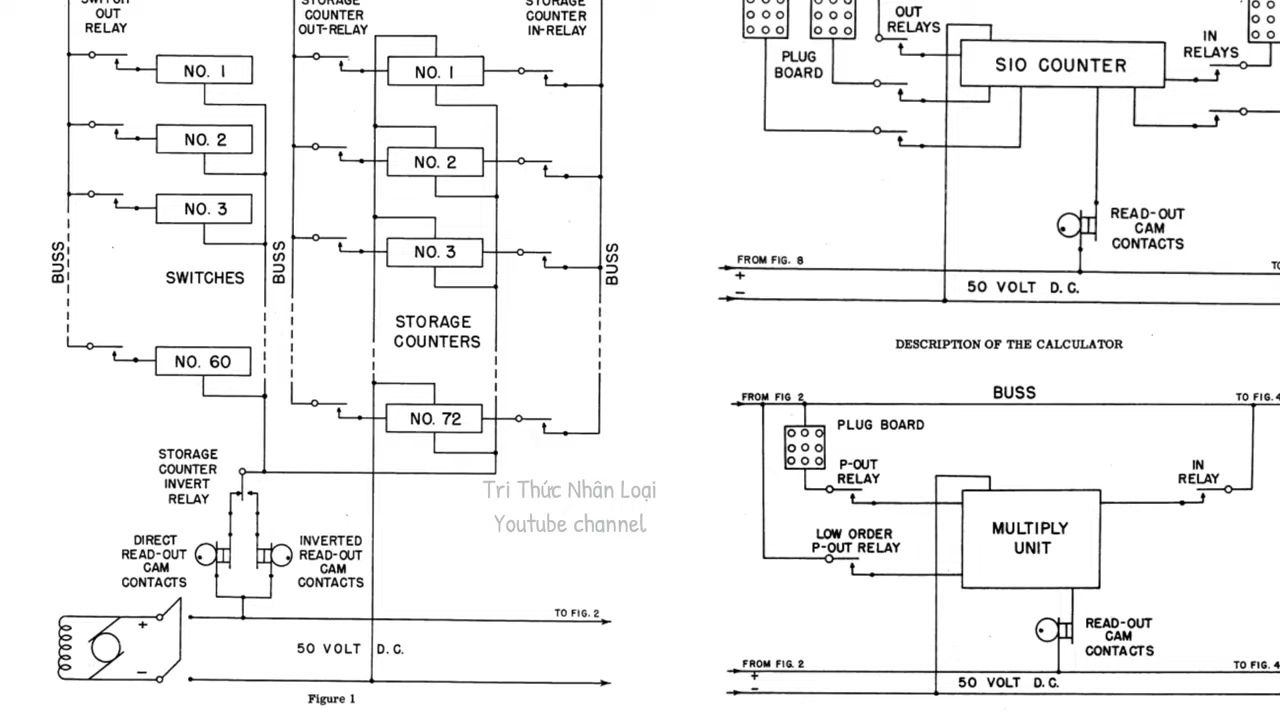 SWITCH
OUT
RELAY
STORAGE
COUNTER
OUT-RELAY
STORAGE
COUNTER
IN-RELAY
NO. 1
NO. 2
NO. 3
BUSS
SWITCHES
NO. 60
BUSS
NO. 1
NO. 2
NO. 3
BUSS
STORAGE
COUNTERS
NO. 72
STORAGE
COUNTER
INVERT
RELAY
DIRECT
READ-OUT
CAM
CONTACTS
INVERTED
READ-OUT
CAM
CONTACTS
+
−
TO FIG. 2
50 VOLT D.C.
Figure 1
Tri Thức Nhân Loại
Youtube channel
OUT
RELAYS
PLUG
BOARD
SIO COUNTER
IN
RELAYS
READ-OUT
CAM
CONTACTS
FROM FIG. 8
+
−
50 VOLT D.C.
DESCRIPTION OF THE CALCULATOR
FROM FIG. 2
BUSS
TO FIG. 4
PLUG BOARD
P-OUT
RELAY
IN
RELAY
LOW ORDER
P-OUT RELAY
MULTIPLY
UNIT
READ-OUT
CAM
CONTACTS
FROM FIG. 2
TO FIG. 4
+
−
50 VOLT D.C.